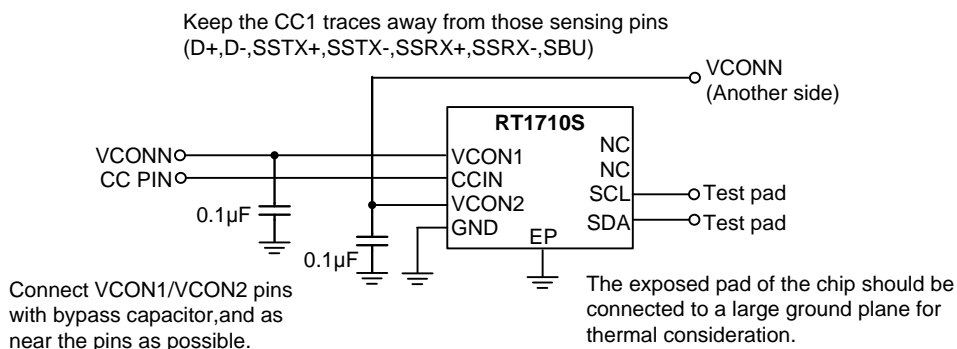 Keep the CC1 traces away from those sensing pins
(D+,D-,SSTX+,SSTX-,SSRX+,SSRX-,SBU)
VCONN
(Another side)
RT1710S
VCONN
CC PIN
VCON1
CCIN
VCON2
GND
EP
NC
NC
SCL
SDA
Test pad
Test pad
0.1µF
0.1µF
Connect VCON1/VCON2 pins
with bypass capacitor,and as
near the pins as possible.
The exposed pad of the chip should be
connected to a large ground plane for
thermal consideration.